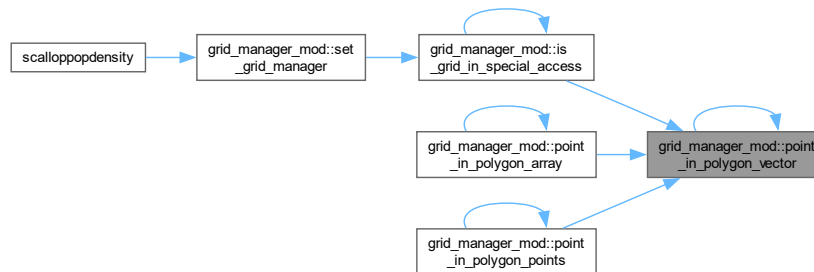 scalloppopdensity
grid_manager_mod::set
_grid_manager
grid_manager_mod::is
_grid_in_special_access
grid_manager_mod::point
_in_polygon_array
grid_manager_mod::point
_in_polygon_points
grid_manager_mod::point
_in_polygon_vector